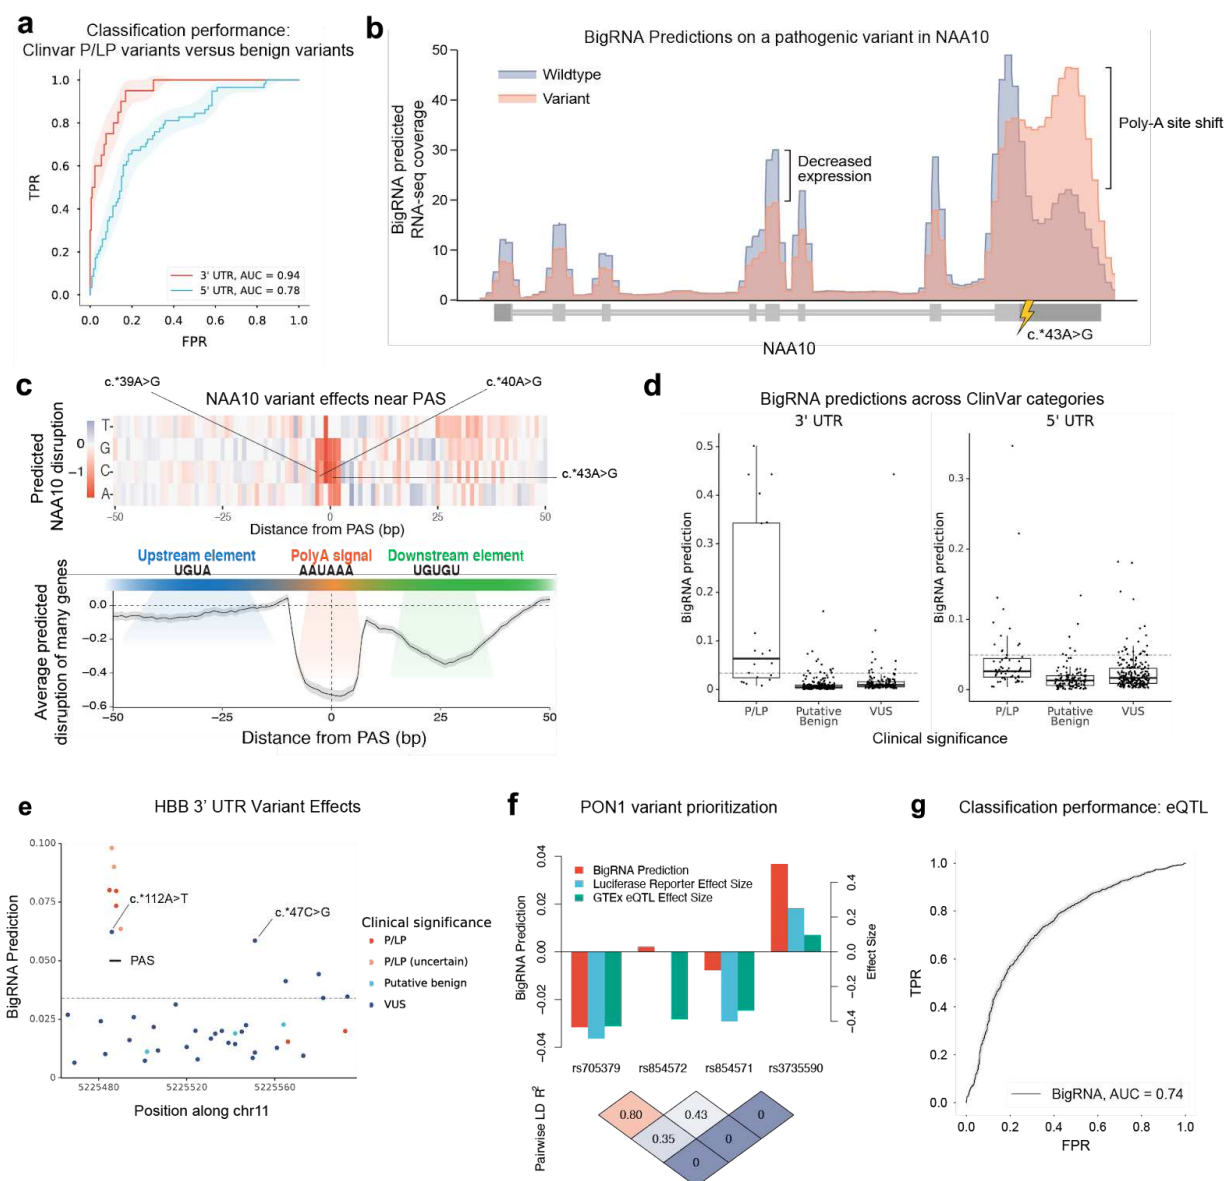 a
Classification performance:
Clinvar P/LP variants versus benign variants
1.0
0.8
0.6
0.4
0.2
0.0
TPR
3' UTR, AUC = 0.94
5' UTR, AUC = 0.78
0.0 0.2 0.4 0.6 0.8 1.0
FPR
b
BigRNA Predictions on a pathogenic variant in NAA10
50
40
30
20
10
0
BigRNA predicted
RNA-seq coverage
Wildtype
Variant
Decreased
expression
Poly-A site shift
c.*43A>G
NAA10
c
c.*39A>G
c.*40A>G
NAA10 variant effects near PAS
Predicted
NAA10 disruption
0
−1
T
G
C
A
c.*43A>G
−50 −25 0 25 50
Distance from PAS (bp)
Upstream element PolyA signal Downstream element
UGUA AAUAAA UGUGU
Average predicted
disruption of many genes
0.0
−0.2
−0.4
−0.6
−50 −25 0 25 50
Distance from PAS (bp)
d
BigRNA predictions across ClinVar categories
3' UTR
5' UTR
BigRNA prediction
0.5
0.4
0.3
0.2
0.1
0
P/LP Putative Benign VUS
BigRNA prediction
0.3
0.2
0.1
0
P/LP Putative Benign VUS
Clinical significance
e
HBB 3' UTR Variant Effects
BigRNA Prediction
0.100
0.075
0.050
0.025
0
c.*112A>T
c.*47C>G
PAS
Clinical significance
P/LP
P/LP (uncertain)
Putative benign
VUS
5225480 5225520 5225560
Position along chr11
f
PON1 variant prioritization
BigRNA Prediction
0.04
0.02
0.00
−0.02
−0.04
BigRNA Prediction
Luciferase Reporter Effect Size
GTEx eQTL Effect Size
0.4
0.2
0.0
−0.2
−0.4
Effect Size
rs705379 rs854572 rs854571 rs3735590
Pairwise LD R²
0.80 0.43 0
0.35 0
0
g
Classification performance: eQTL
1.0
0.8
0.6
0.4
0.2
0.0
TPR
BigRNA, AUC = 0.74
0.0 0.2 0.4 0.6 0.8 1.0
FPR